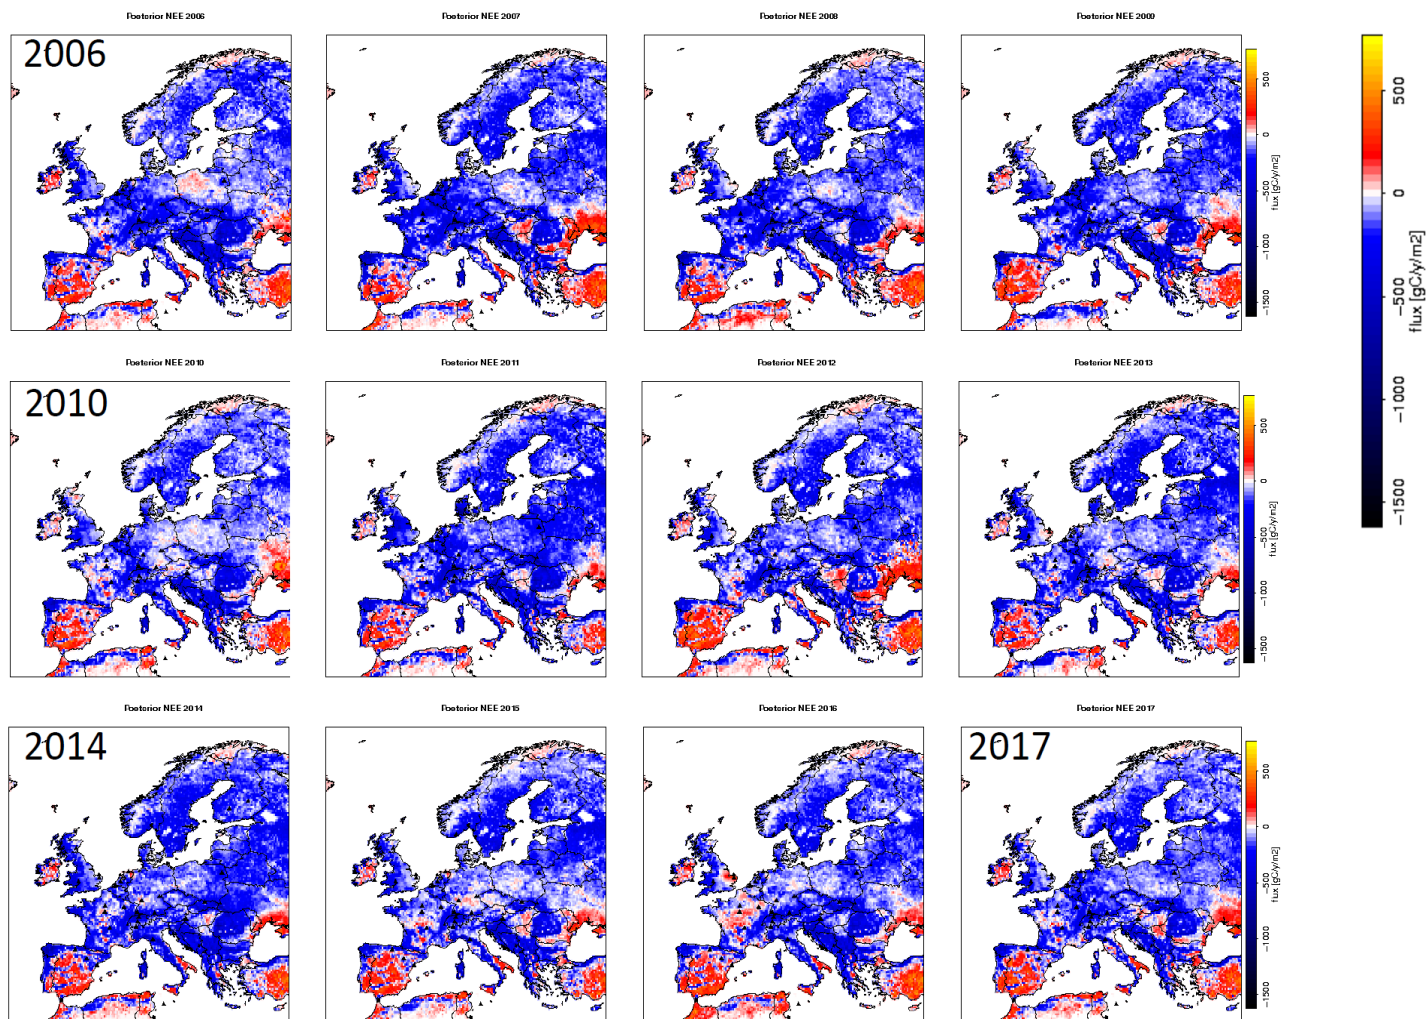 Posterior NEE 2006
Posterior NEE 2007
Posterior NEE 2008
Posterior NEE 2009
2006
500
0
−500
−1000
−1500
flux [gC/y/m2]
500
0
−500
−1000
−1500
flux [gC/y/m2]
Posterior NEE 2010
Posterior NEE 2011
Posterior NEE 2012
Posterior NEE 2013
2010
500
0
−500
−1000
−1500
flux [gC/y/m2]
Posterior NEE 2014
Posterior NEE 2015
Posterior NEE 2016
Posterior NEE 2017
2014
2017
500
0
−500
−1000
−1500
flux [gC/y/m2]